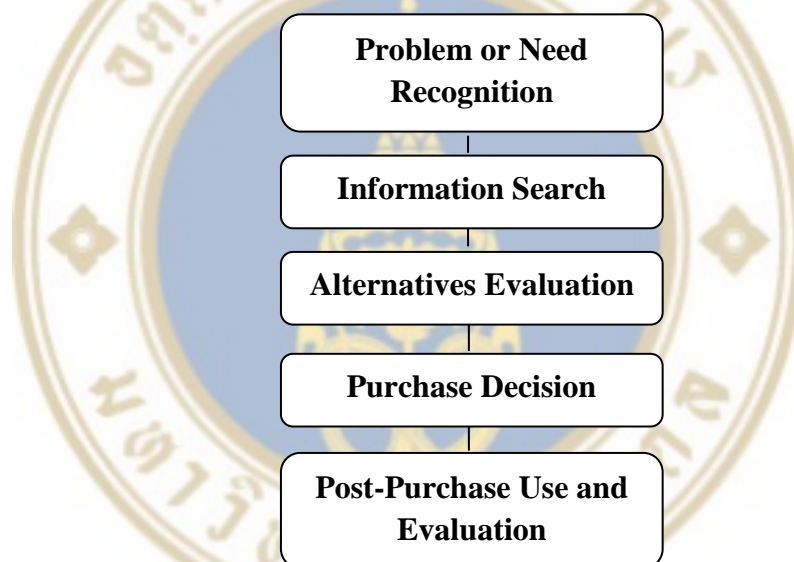 Problem or Need
Recognition
Information Search
Alternatives Evaluation
Purchase Decision
Post-Purchase Use and
Evaluation